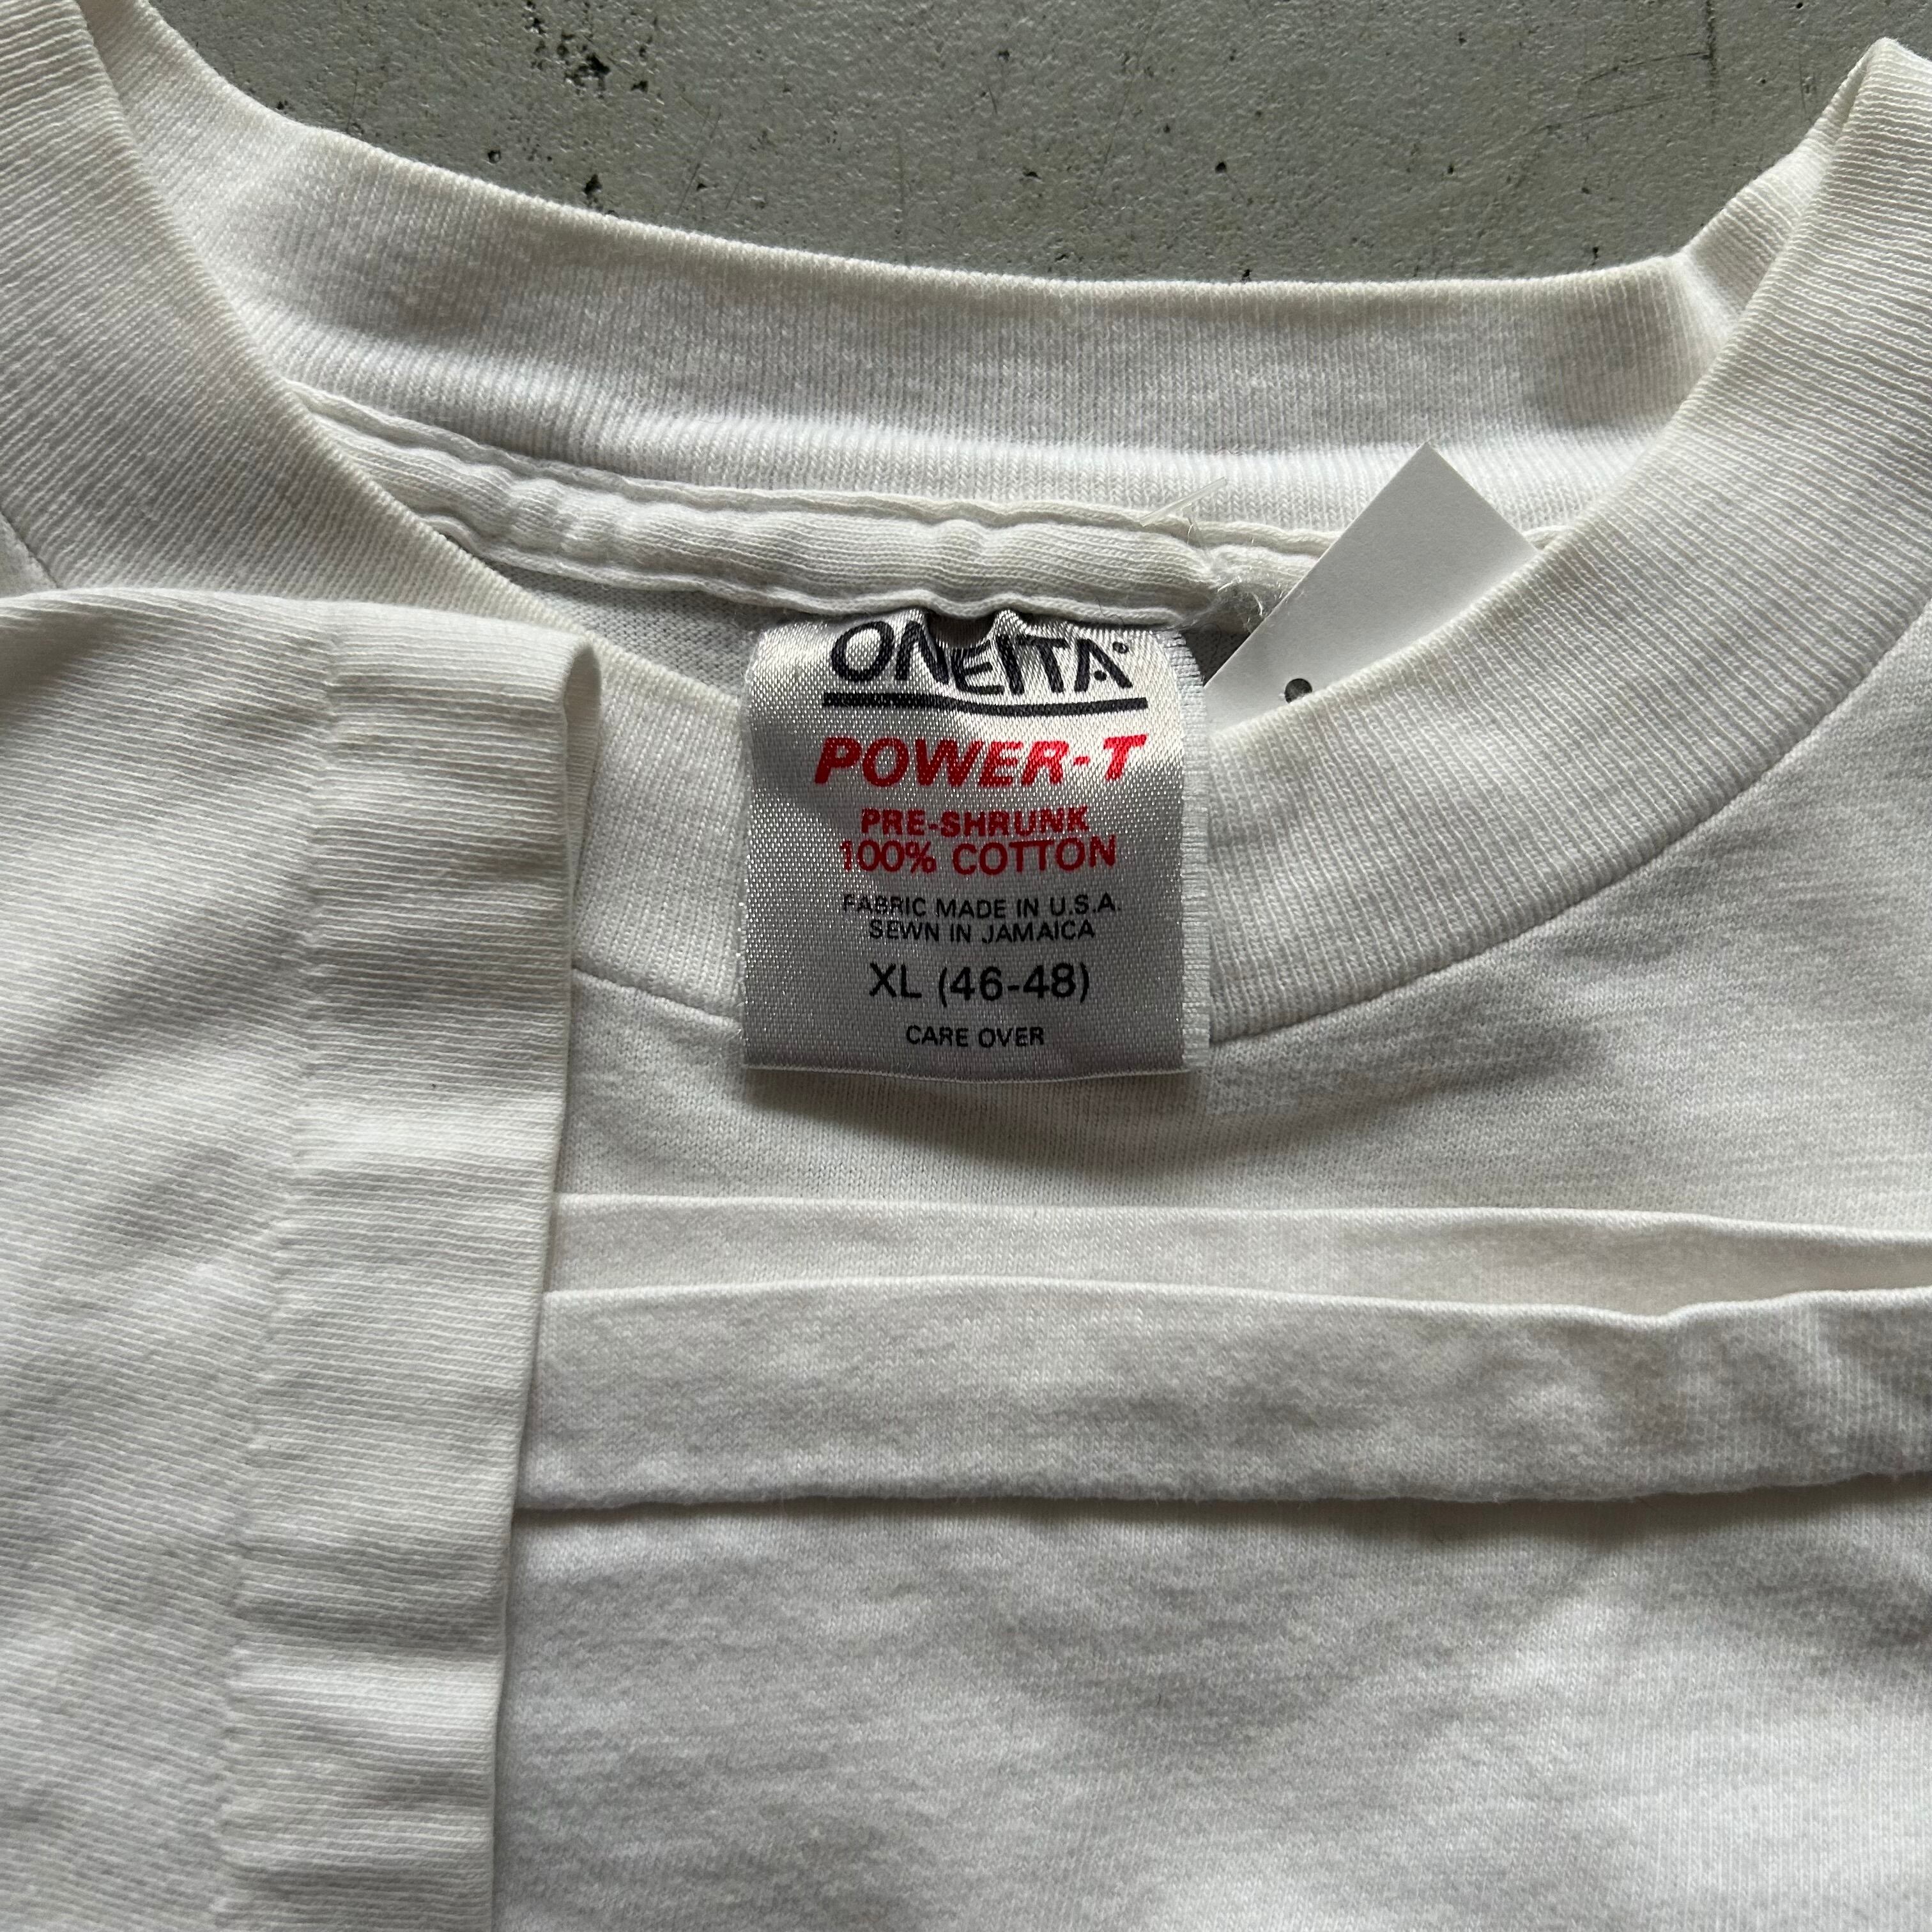 ONEITA®
POWER-T
PRE-SHRUNK
100% COTTON
FABRIC MADE IN U.S.A.
SEWN IN JAMAICA
XL (46-48)
CARE OVER